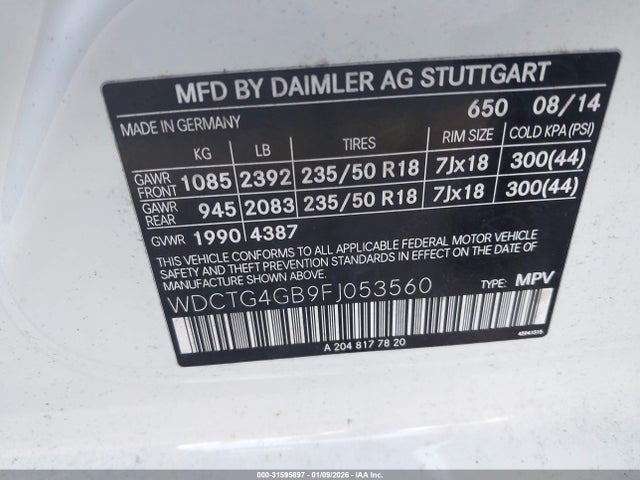 MFD BY DAIMLER AG STUTTGART
650 08/14
MADE IN GERMANY
KG LB TIRES RIM SIZE COLD KPA (PSI)
GAWR FRONT 1085 2392 235/50 R18 7Jx18 300(44)
GAWR REAR 945 2083 235/50 R18 7Jx18 300(44)
GVWR 1990 4387
THIS VEHICLE CONFORMS TO ALL APPLICABLE FEDERAL MOTOR VEHICLE
SAFETY AND THEFT PREVENTION STANDARDS IN EFFECT ON THE DATE
OF MANUFACTURE SHOWN ABOVE.
WDCTG4GB9FJ053560 TYPE: MPV
A 204 817 78 20
000-31595897 - 01/09/2026 - IAAI.com